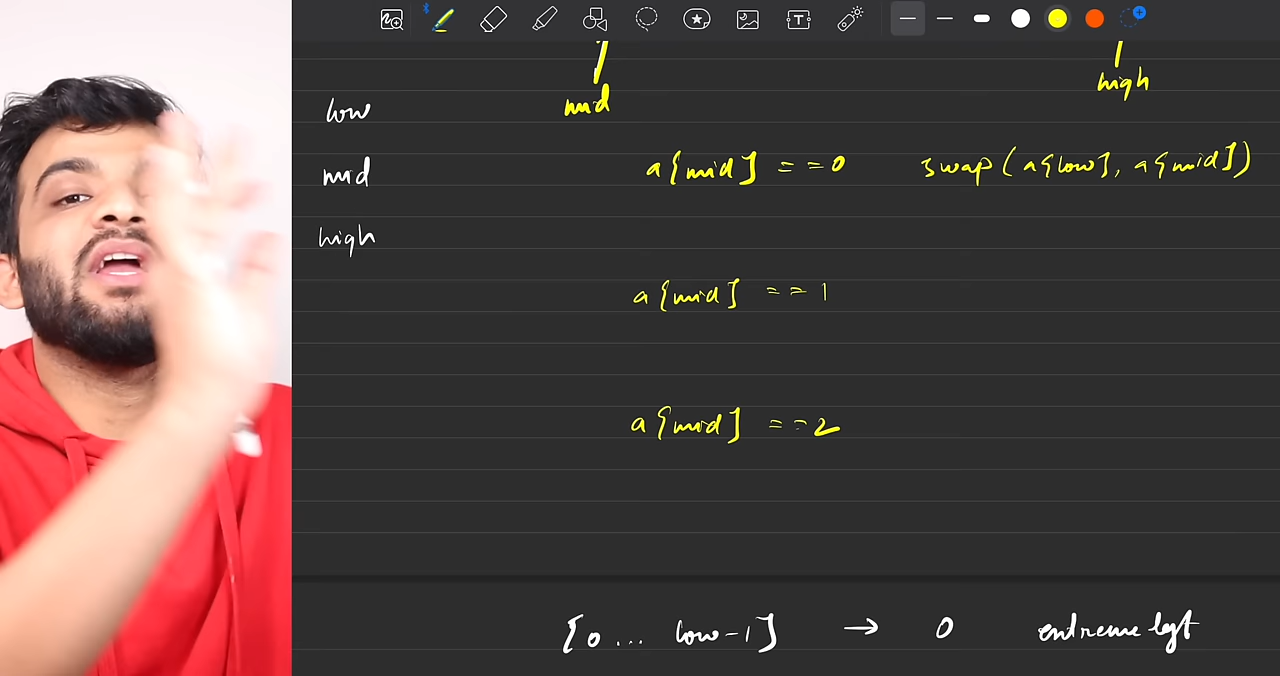 mid high
low
mid a[mid] == 0 swap(a[low], a[mid])
high
a[mid] == 1
a[mid] == 2
[0 ... low-1] → 0 extreme left